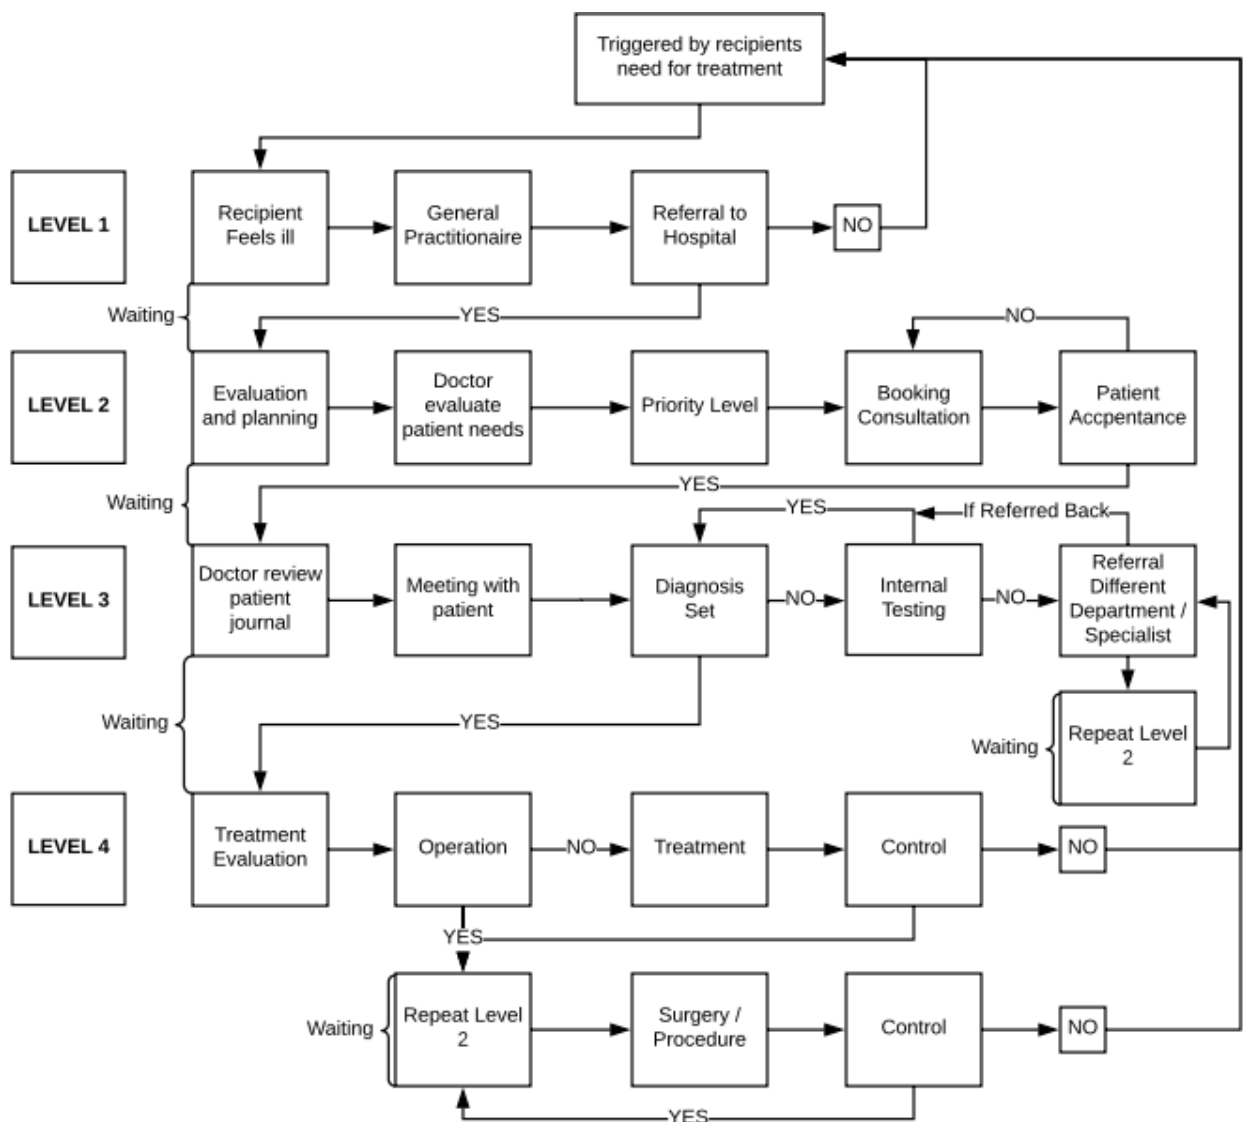 Triggered by recipients
need for treatment
LEVEL 1
Recipient
Feels ill
General
Practitionaire
Referral to
Hospital
NO
Waiting
YES
NO
LEVEL 2
Evaluation
and planning
Doctor
evaluate
patient needs
Priority Level
Booking
Consultation
Patient
Accpentance
Waiting
YES
YES
If Referred Back
LEVEL 3
Doctor review
patient
journal
Meeting with
patient
Diagnosis
Set
NO
Internal
Testing
NO
Referral
Different
Department /
Specialist
Waiting
YES
Waiting
Repeat Level
2
LEVEL 4
Treatment
Evaluation
Operation
NO
Treatment
Control
NO
YES
Waiting
Repeat Level
2
Surgery /
Procedure
Control
NO
YES